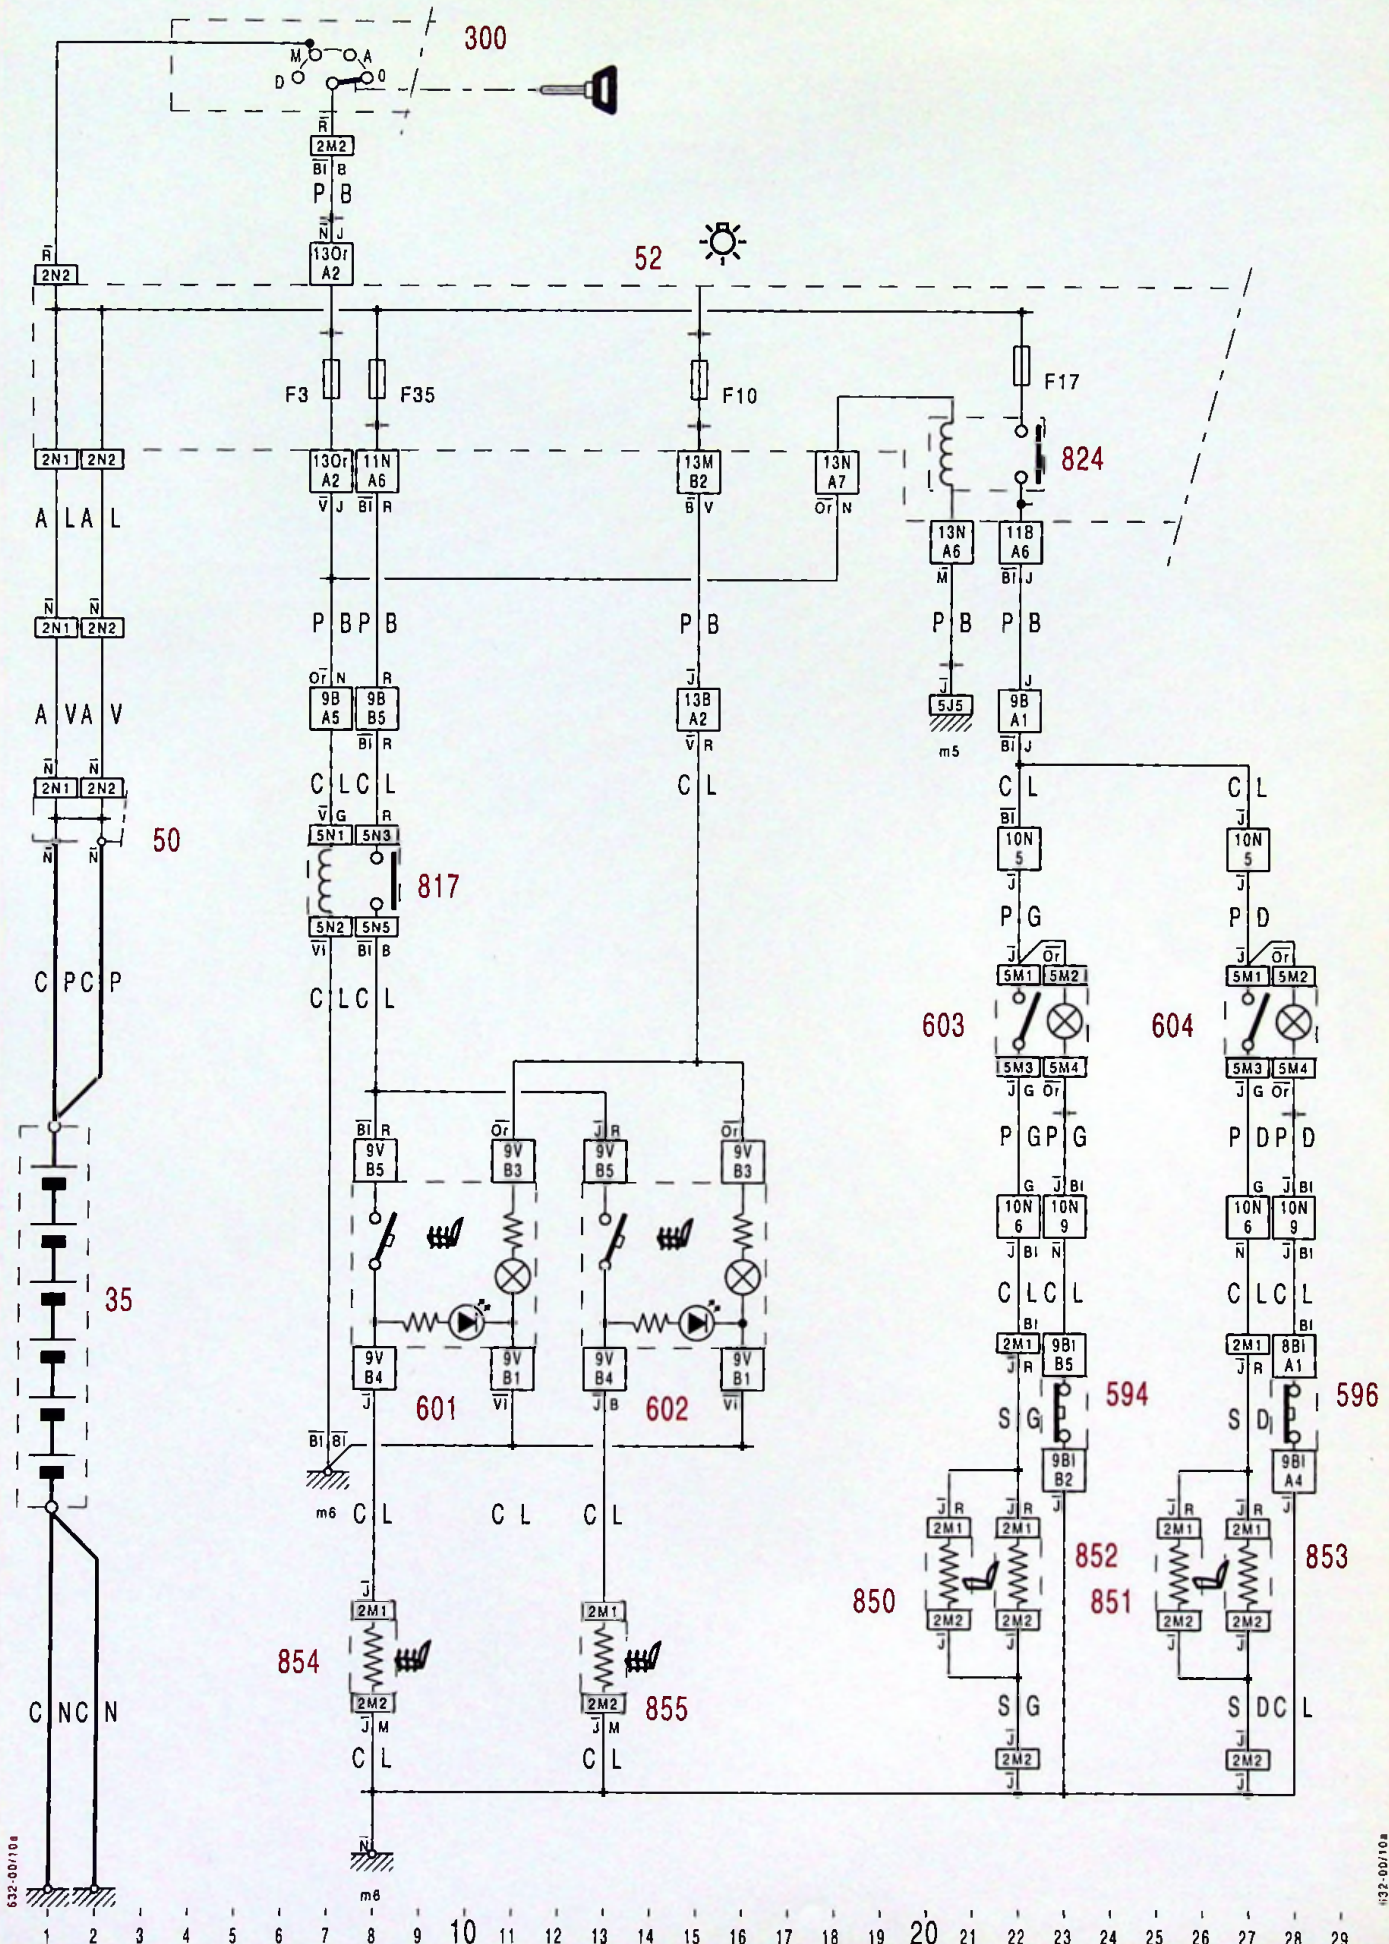 300
M A
D 0
R
2M2
BI B
P B
N J
13Or
A2
52
R
2N2
F3 F35 F10 F17
824
2N1 2N2
13Or
A2
11N
A6
13M
B2
13N
A7
V J BI R B V Or N
A L A L
13N
A6
11B
A6
M BI J
N N
2N1 2N2
P B P B P B P B P B
Or N R J J J
9B
A5
9B
B5
13B
A2
5J5
9B
A1
m5
BI R V R BI J
A V A V
N N
2N1 2N2
C L C L C L C L C L
V G R BI J
5N1 5N3
10N
5
10N
5
50
N N
817
J J
5N2 5N5
VI BI B
P G P D
C P C P
C L C L
J Or J Or
5M1 5M2 5M1 5M2
603 604
5M3 5M4 5M3 5M4
J G Or J G Or
BI R Or J R Or
9V
B5
9V
B3
9V
B5
9V
B3
P G P G P D P D
G J BI G J BI
10N
6
10N
9
10N
6
10N
9
J BI N N J BI
35
C L C L C L C L
BI BI
2M1
9BI
B5
2M1
8BI
A1
J R J R
9V
B4
9V
B1
9V
B4
9V
B1
J VI J B VI
601 602
594 596
S G S D
BI BI
9BI
B2
9BI
A4
J J
m6
C L C L C L
J R J R J R J R
2M1 2M1 2M1 2M1
852 853
850 851
2M2 2M2 2M2 2M2
J J J J
J
2M1 2M1
854
2M2 2M2
855
J M J M
C N C N
S G S D C L
J J
2M2 2M2
J J
C L C L
N
m6
632-00/10a
632-00/10a
1 2 3 4 5 6 7 8 9 10 11 12 13 14 15 16 17 18 19 20 21 22 23 24 25 26 27 28 29